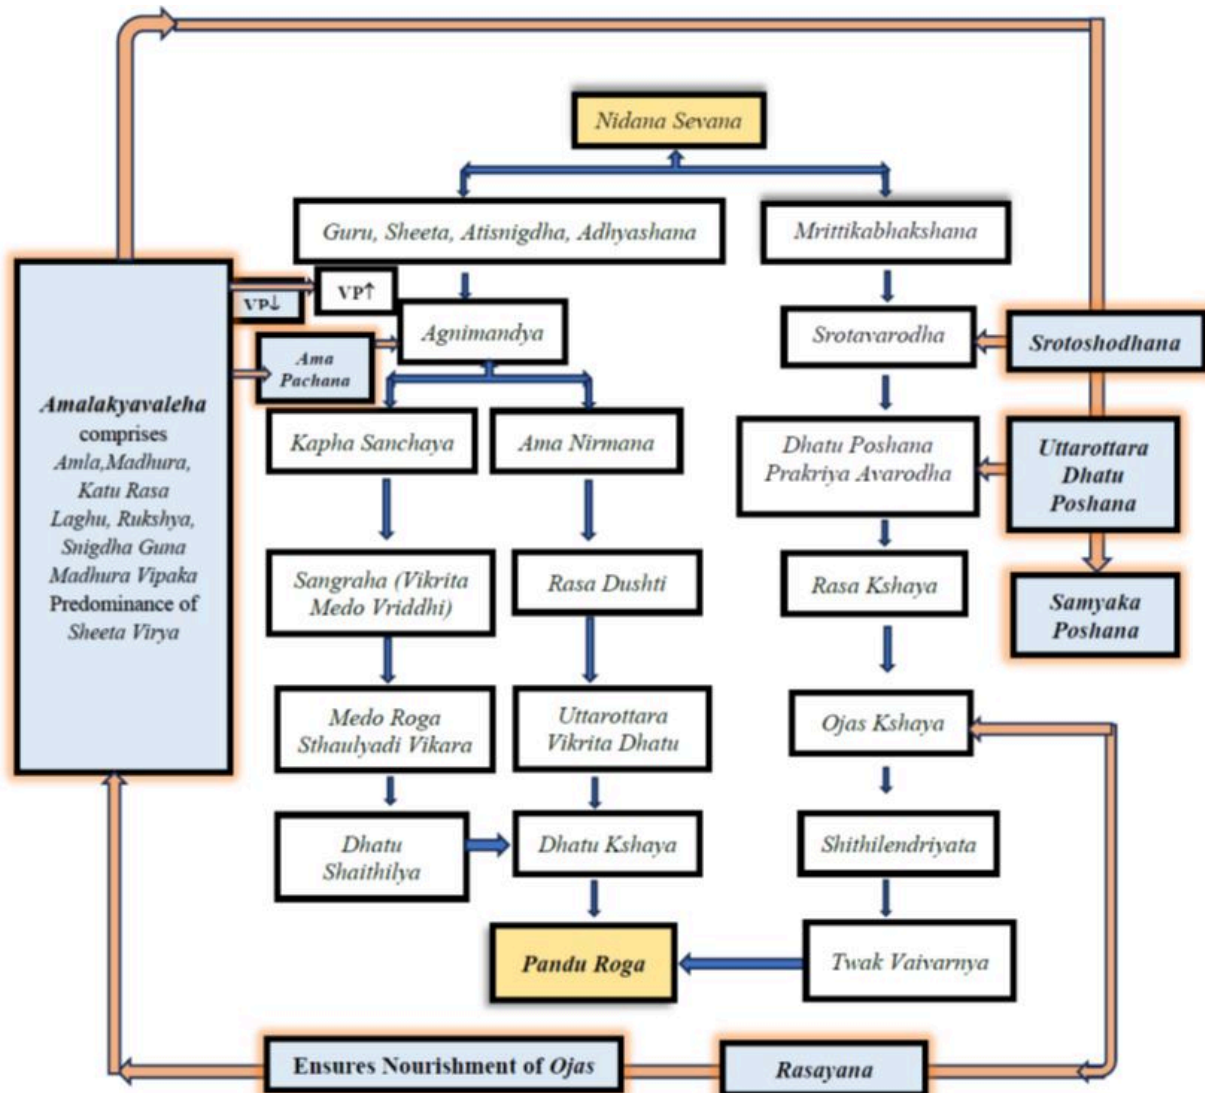 Nidana Sevana
Guru, Sheeta, Atisnigdha, Adhyashana
Mrittikabhakshana
VP↓
VP↑
Agnimandya
Srotavarodha
Srotoshodhana
Ama
Pachana
Amalakyavaleha
comprises
Amla,Madhura,
Katu Rasa
Laghu, Rukshya,
Snigdha Guna
Madhura Vipaka
Predominance of
Sheeta Virya
Kapha Sanchaya
Ama Nirmana
Dhatu Poshana
Prakriya Avarodha
Uttarottara
Dhatu
Poshana
Sangraha (Vikrita
Medo Vriddhi)
Rasa Dushti
Rasa Kshaya
Samyaka
Poshana
Medo Roga
Sthaulyadi Vikara
Uttarottara
Vikrita Dhatu
Ojas Kshaya
Dhatu
Shaithilya
Dhatu Kshaya
Shithilendriyata
Pandu Roga
Twak Vaivarnya
Ensures Nourishment of Ojas
Rasayana